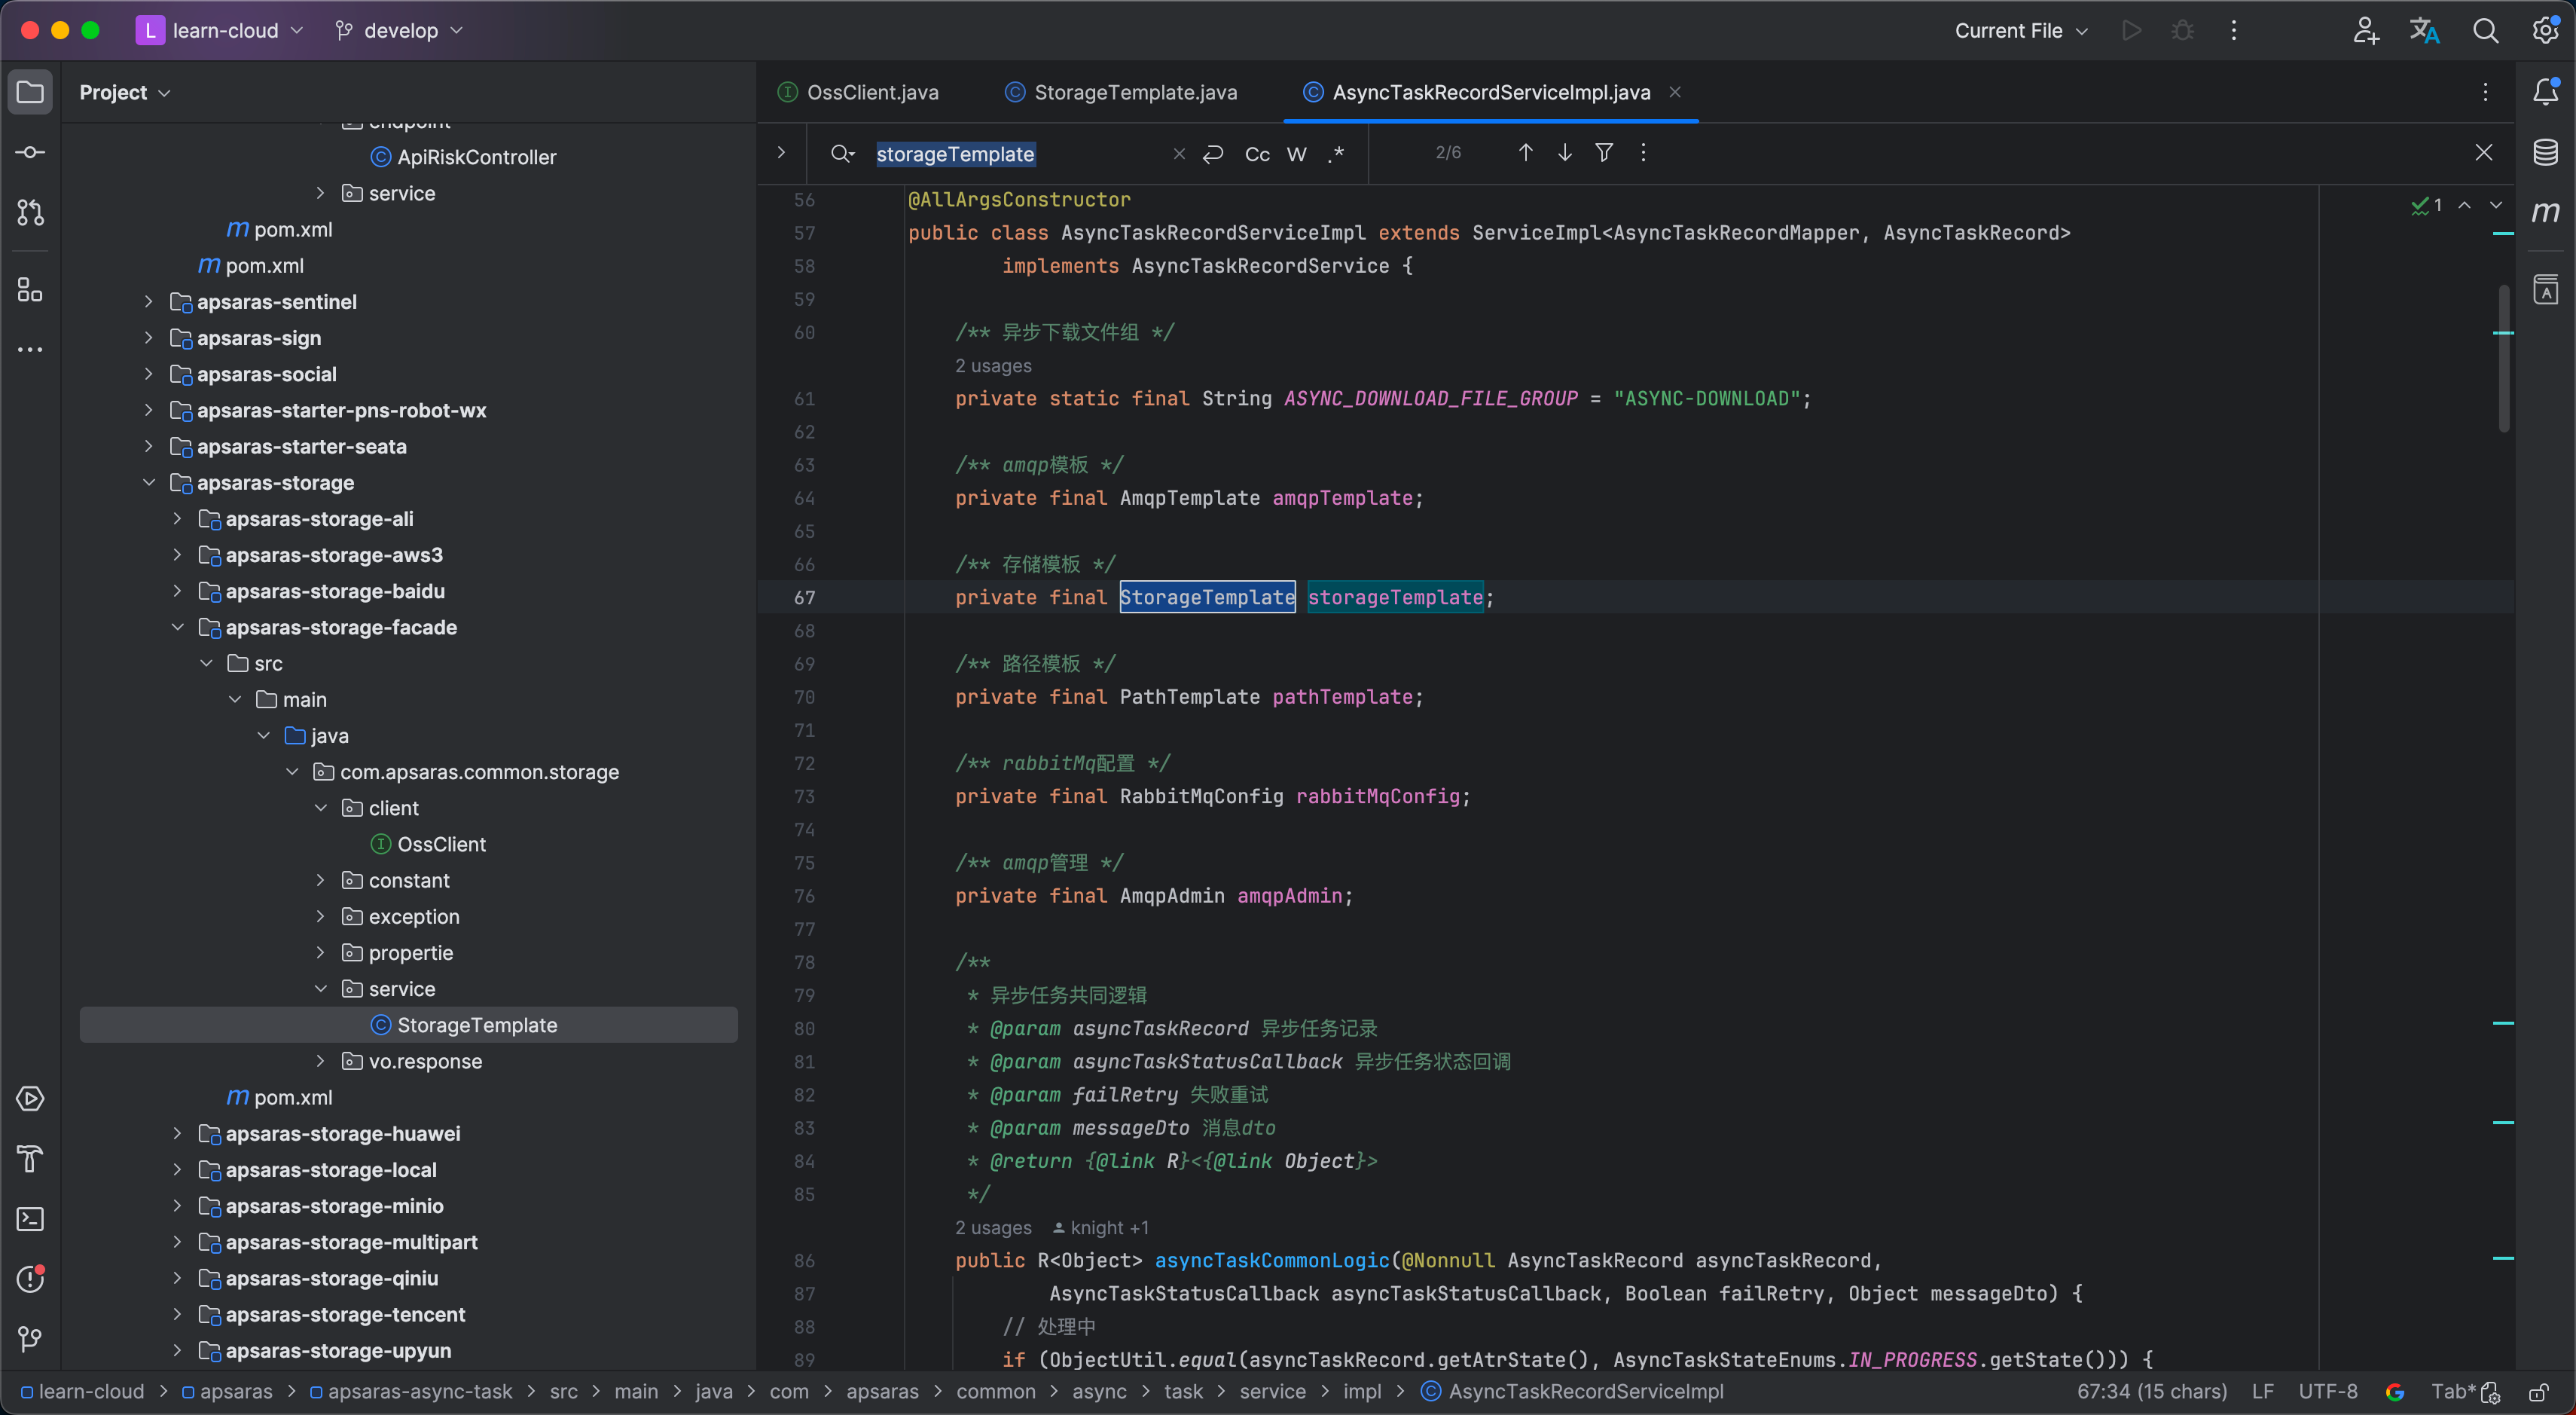 L learn-cloud develop Current File
Project
endpoint
ApiRiskController
service
pom.xml
pom.xml
apsaras-sentinel
apsaras-sign
apsaras-social
apsaras-starter-pns-robot-wx
apsaras-starter-seata
apsaras-storage
apsaras-storage-ali
apsaras-storage-aws3
apsaras-storage-baidu
apsaras-storage-facade
src
main
java
com.apsaras.common.storage
client
OssClient
constant
exception
propertie
service
StorageTemplate
vo.response
pom.xml
apsaras-storage-huawei
apsaras-storage-local
apsaras-storage-minio
apsaras-storage-multipart
apsaras-storage-qiniu
apsaras-storage-tencent
apsaras-storage-upyun
OssClient.java StorageTemplate.java AsyncTaskRecordServiceImpl.java
storageTemplate Cc W .* 2/6
1
56 @AllArgsConstructor
57 public class AsyncTaskRecordServiceImpl extends ServiceImpl<AsyncTaskRecordMapper, AsyncTaskRecord>
58 implements AsyncTaskRecordService {
59
60 /** 异步下载文件组 */
2 usages
61 private static final String ASYNC_DOWNLOAD_FILE_GROUP = "ASYNC-DOWNLOAD";
62
63 /** amqp模板 */
64 private final AmqpTemplate amqpTemplate;
65
66 /** 存储模板 */
67 private final StorageTemplate storageTemplate;
68
69 /** 路径模板 */
70 private final PathTemplate pathTemplate;
71
72 /** rabbitMq配置 */
73 private final RabbitMqConfig rabbitMqConfig;
74
75 /** amqp管理 */
76 private final AmqpAdmin amqpAdmin;
77
78 /**
79 * 异步任务共同逻辑
80 * @param asyncTaskRecord 异步任务记录
81 * @param asyncTaskStatusCallback 异步任务状态回调
82 * @param failRetry 失败重试
83 * @param messageDto 消息dto
84 * @return {@link R}<{@link Object}>
85 */
2 usages knight +1
86 public R<Object> asyncTaskCommonLogic(@Nonnull AsyncTaskRecord asyncTaskRecord,
87 AsyncTaskStatusCallback asyncTaskStatusCallback, Boolean failRetry, Object messageDto) {
88 // 处理中
89 if (ObjectUtil.equal(asyncTaskRecord.getAtrState(), AsyncTaskStateEnums.IN_PROGRESS.getState())) {
learn-cloud > apsaras > apsaras-async-task > src > main > java > com > apsaras > common > async > task > service > impl > AsyncTaskRecordServiceImpl 67:34 (15 chars) LF UTF-8 Tab*